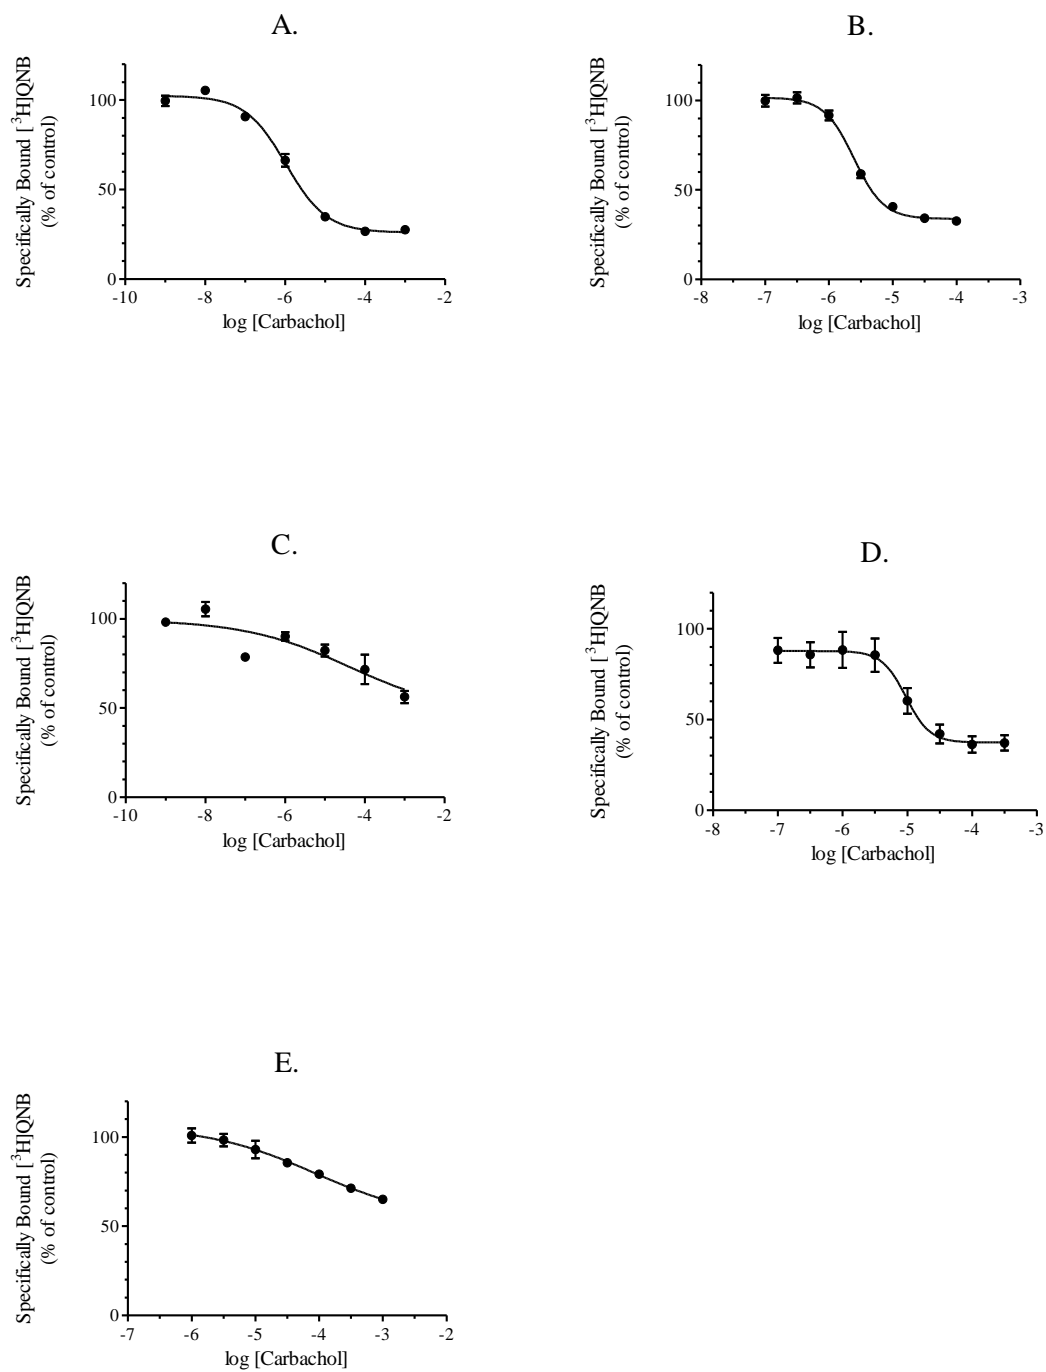 A.
Specifically Bound [³H]QNB
(% of control)
100
50
0
-10 -8 -6 -4 -2
log [Carbachol]
B.
Specifically Bound [³H]QNB
(% of control)
100
50
0
-8 -7 -6 -5 -4 -3
log [Carbachol]
C.
Specifically Bound [³H]QNB
(% of control)
100
50
0
-10 -8 -6 -4 -2
log [Carbachol]
D.
Specifically Bound [³H]QNB
(% of control)
100
50
0
-8 -7 -6 -5 -4 -3
log [Carbachol]
E.
Specifically Bound [³H]QNB
(% of control)
100
50
0
-7 -6 -5 -4 -3 -2
log [Carbachol]